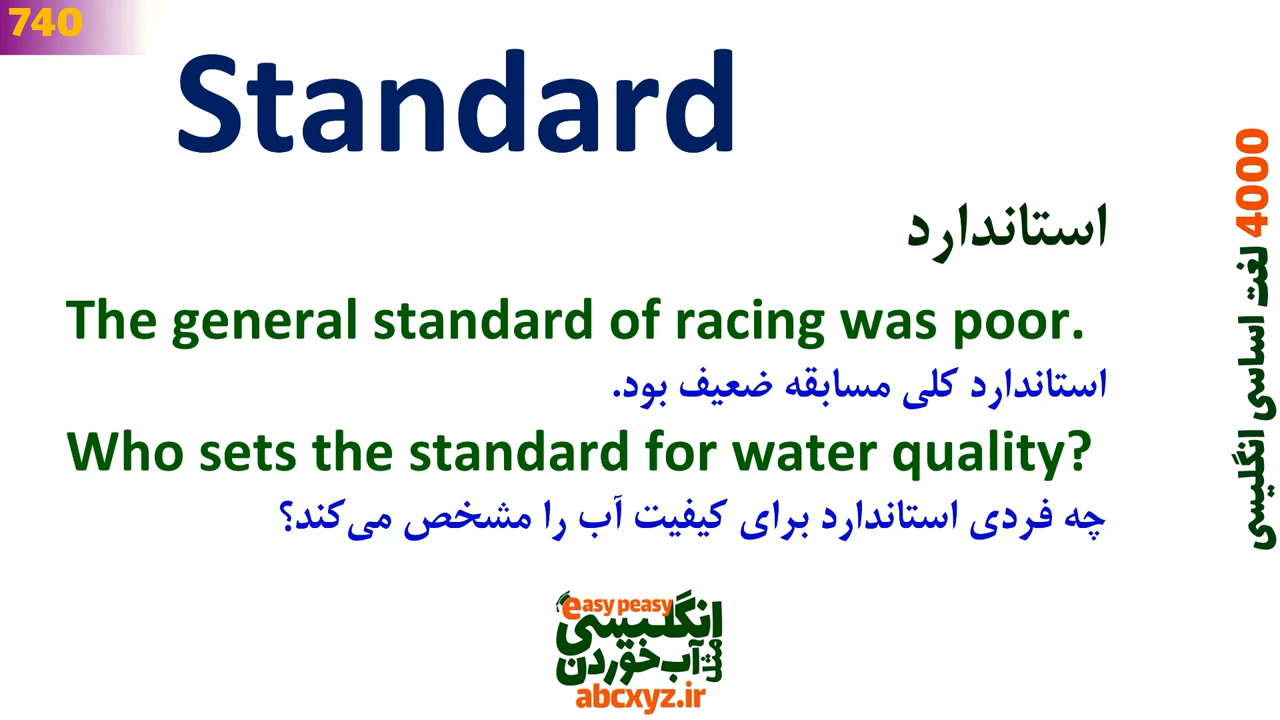 740
Standard
استاندارد
The general standard of racing was poor.
استاندارد کلی مسابقه ضعیف بود.
Who sets the standard for water quality?
چه فردی استاندارد برای کیفیت آب را مشخص می‌کند؟
4000 لغت اساسی انگلیسی
easy peasy
انگلیسی
مثل آب خوردن
abcxyz.ir